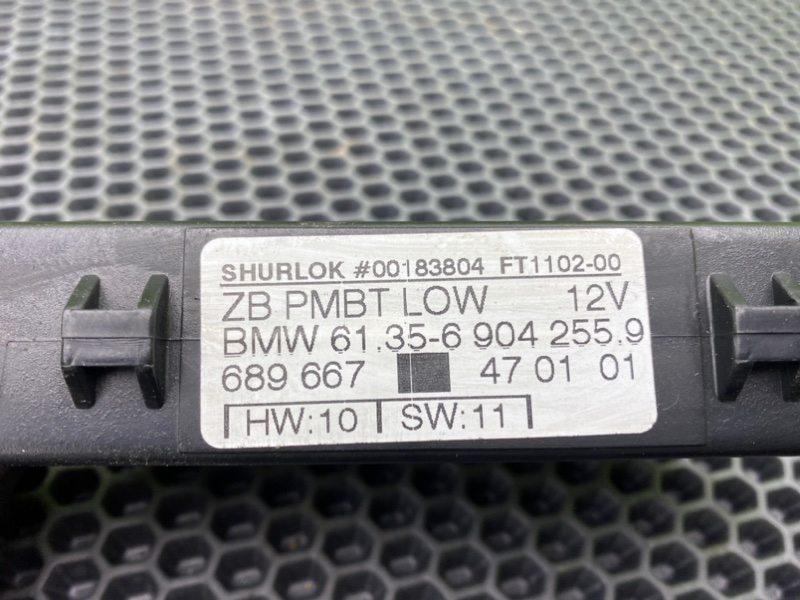 SHURLOK #00183804 FT1102-00
ZB PMBT LOW 12V
BMW 61.35-6 904 255.9
689 667 47 01 01
HW:10 SW:11